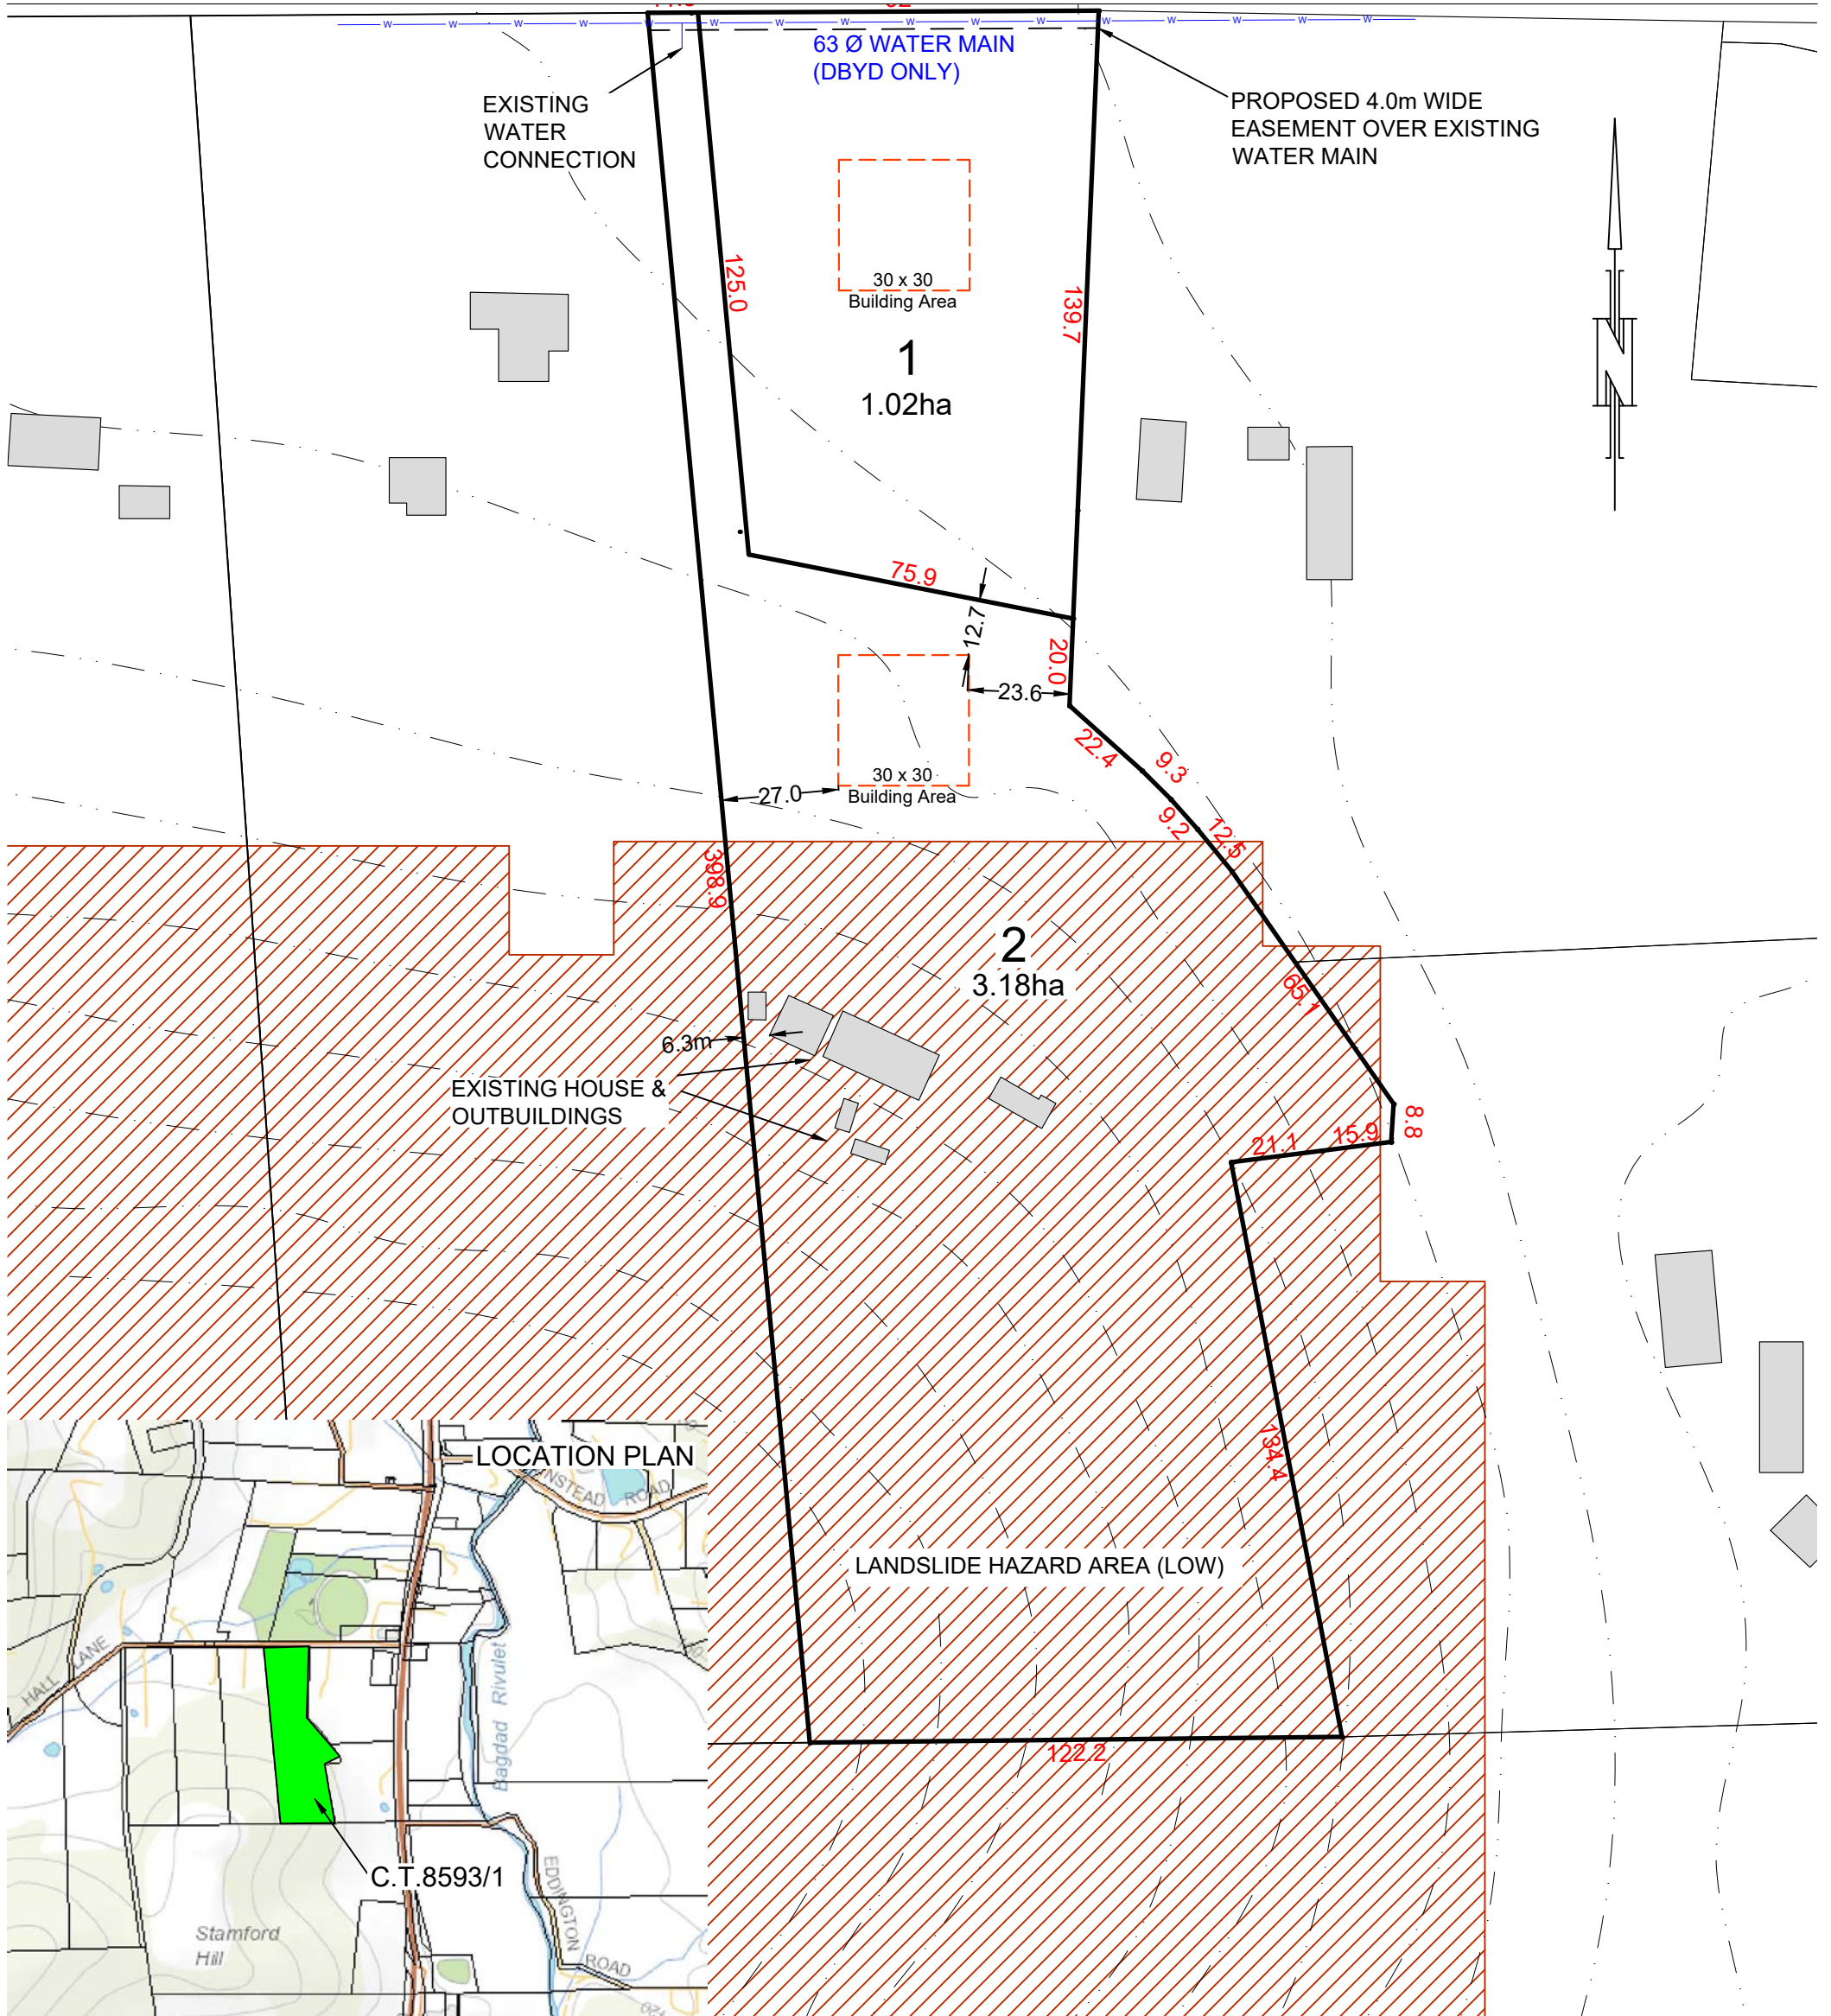 W W W W W W W W W W W W W W W W
63 Ø WATER MAIN
(DBYD ONLY)
EXISTING
WATER
CONNECTION
PROPOSED 4.0m WIDE
EASEMENT OVER EXISTING
WATER MAIN
125.0
139.7
30 x 30
Building Area
1
1.02ha
N
75.9
12.7
20.0
23.6
22.4
9.3
9.2
12.5
27.0
30 x 30
Building Area
398.9
2
3.18ha
65.1
6.3m
EXISTING HOUSE &
OUTBUILDINGS
8.8
21.1
15.9
134.4
LANDSLIDE HAZARD AREA (LOW)
122.2
LOCATION PLAN
NSTEAD ROAD
HALL LANE
Bagdad Rivulet
C.T.8593/1
EDDINGTON ROAD
Stamford
Hill